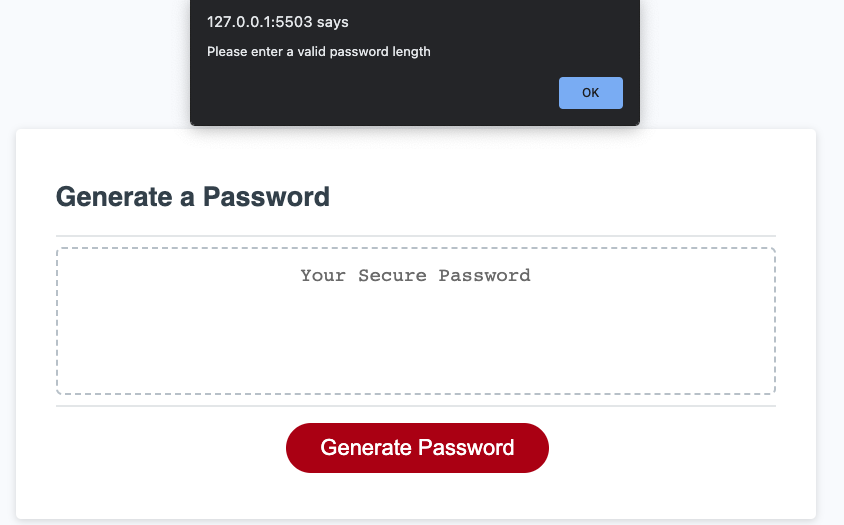 127.0.0.1:5503 says
Please enter a valid password length
OK
Generate a Password
Your Secure Password
Generate Password